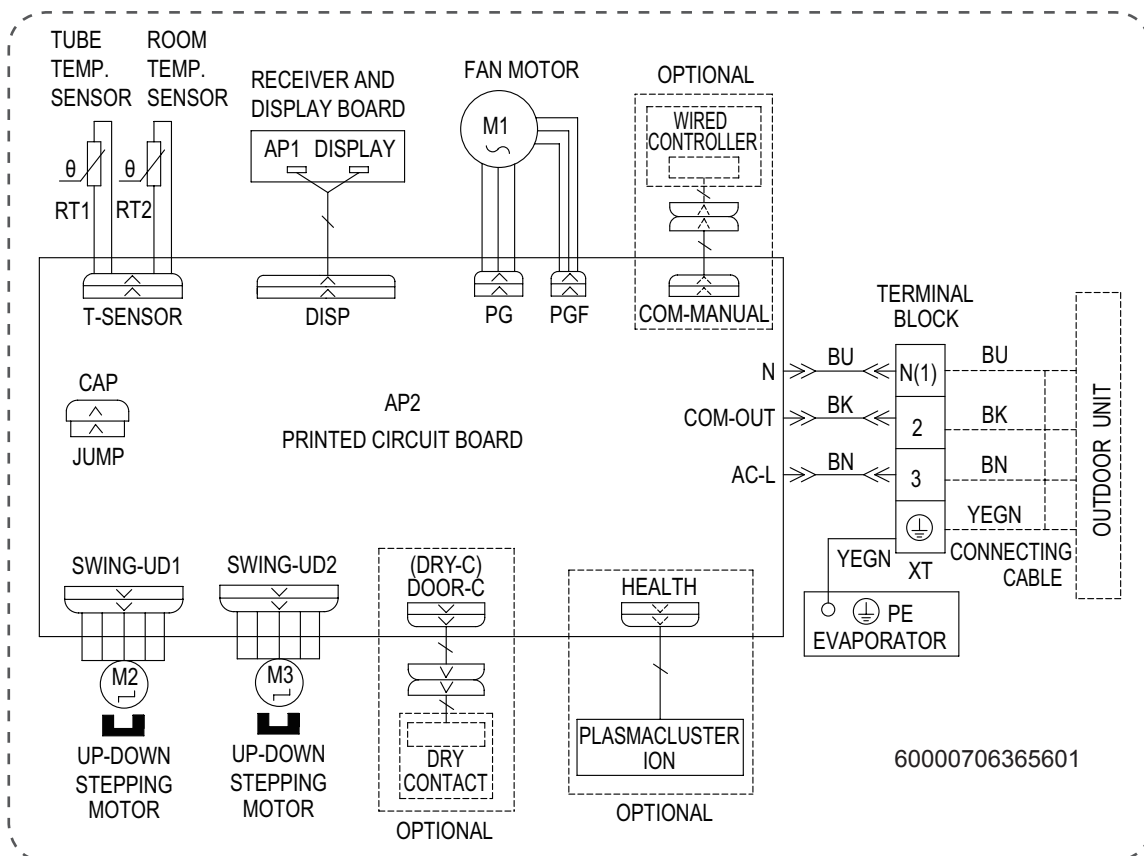 TUBE
TEMP.
SENSOR
ROOM
TEMP.
SENSOR
RECEIVER AND
DISPLAY BOARD
AP1 DISPLAY
FAN MOTOR
M1
OPTIONAL
WIRED
CONTROLLER
θ
RT1
θ
RT2
T-SENSOR
DISP
PG
PGF
COM-MANUAL
TERMINAL
BLOCK
CAP
JUMP
AP2
PRINTED CIRCUIT BOARD
N
BU
N(1)
BU
COM-OUT
BK
2
BK
AC-L
BN
3
BN
YEGN
YEGN
XT
CONNECTING
CABLE
OUTDOOR UNIT
PE
EVAPORATOR
SWING-UD1
SWING-UD2
(DRY-C)
DOOR-C
HEALTH
M2
M3
UP-DOWN
STEPPING
MOTOR
UP-DOWN
STEPPING
MOTOR
DRY
CONTACT
OPTIONAL
PLASMACLUSTER
ION
OPTIONAL
60000706365601